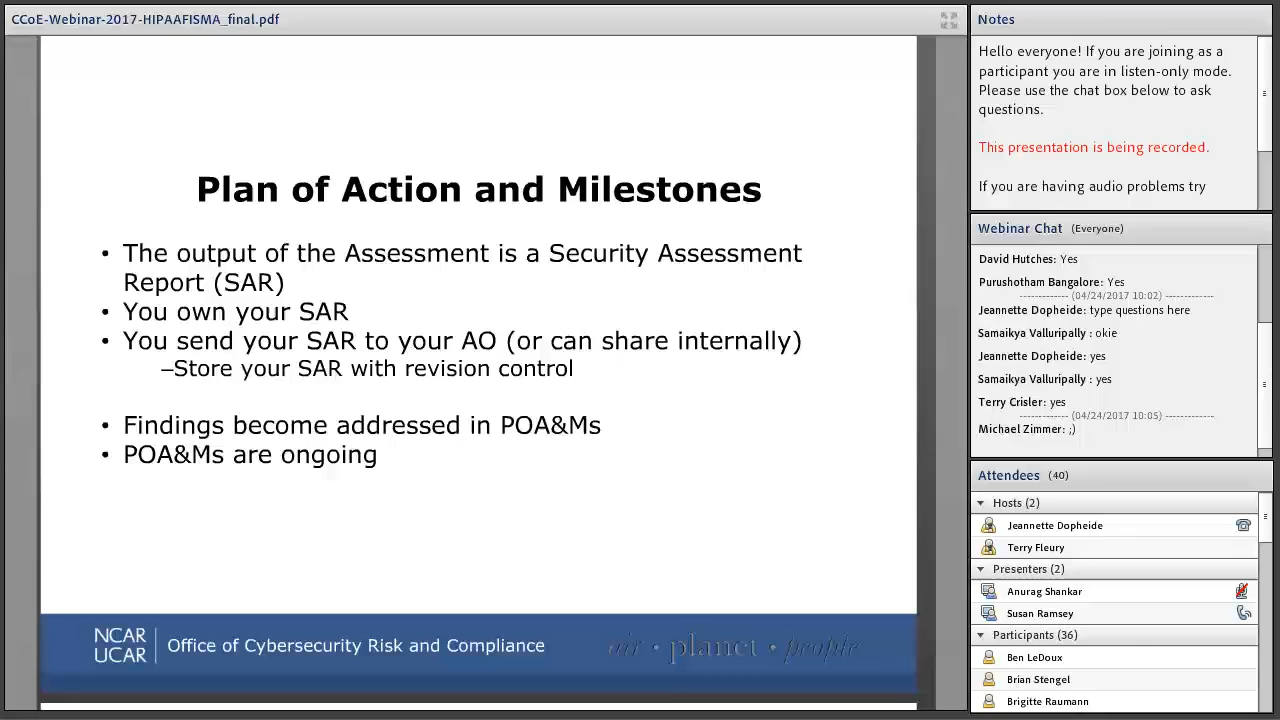 CCoE-Webinar-2017-HIPAAFISMA_final.pdf
Plan of Action and Milestones
• The output of the Assessment is a Security Assessment
Report (SAR)
• You own your SAR
• You send your SAR to your AO (or can share internally)
–Store your SAR with revision control
• Findings become addressed in POA&Ms
• POA&Ms are ongoing
NCAR
UCAR
Office of Cybersecurity Risk and Compliance
air • planet • people
Notes
Hello everyone! If you are joining as a
participant you are in listen-only mode.
Please use the chat box below to ask
questions.
This presentation is being recorded.
If you are having audio problems try
Webinar Chat (Everyone)
David Hutches: Yes
Purushotham Bangalore: Yes
------------ (04/24/2017 10:02) ------------
Jeannette Dopheide: type questions here
Samaikya Valluripally : okie
Jeannette Dopheide: yes
Samaikya Valluripally : yes
Terry Crisler: yes
------------ (04/24/2017 10:05) ------------
Michael Zimmer: ;)
Attendees (40)
Hosts (2)
Jeannette Dopheide
Terry Fleury
Presenters (2)
Anurag Shankar
Susan Ramsey
Participants (36)
Ben LeDoux
Brian Stengel
Brigitte Raumann